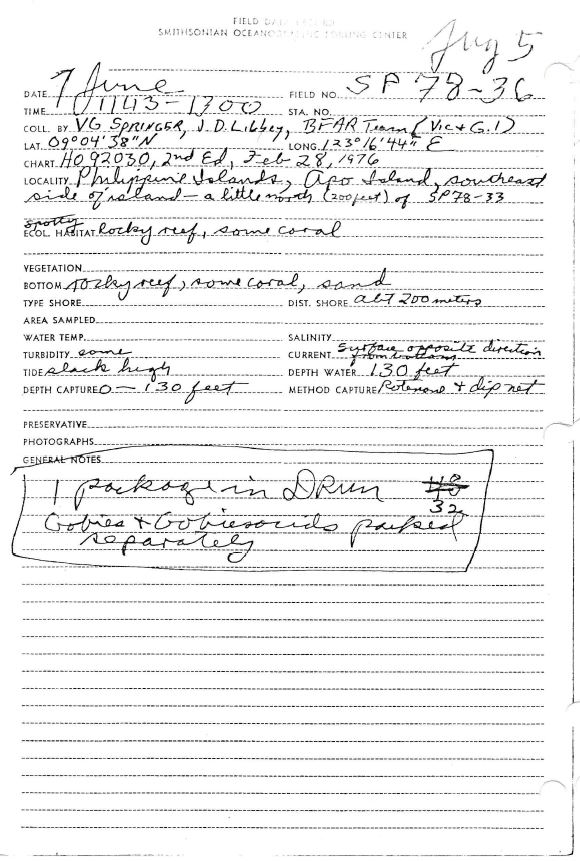 FIELD DATA RECORD
SMITHSONIAN OCEANOGRAPHIC SORTING CENTER
DATE 7 June FIELD NO. SP 78-36
TIME 1143-1300 STA. NO.
COLL. BY VG SPRINGER, J.D. Libbey, BFAR Team (Vic + G.I)
LAT. 09°04'38"N LONG. 123°16'44" E
CHART HO 92030, 2nd Ed, Feb 28, 1976
LOCALITY Philippine Islands, Apo Island, southeast
side of island — a little north (200 feet) of SP78-33
spotty
ECOL. HABITAT Rocky reef, some coral
VEGETATION
BOTTOM rocky reef, some coral, sand
TYPE SHORE DIST. SHORE abt 200 meters
AREA SAMPLED
WATER TEMP. SALINITY
TURBIDITY some CURRENT Surface opposite direction
from bottom
TIDE slack high DEPTH WATER 130 feet
DEPTH CAPTURE 0 - 130 feet METHOD CAPTURE Rotenone + dip net
PRESERVATIVE
PHOTOGRAPHS
GENERAL NOTES
1 package in DRUM
32
Gobies + Gobiesocids packed
separately